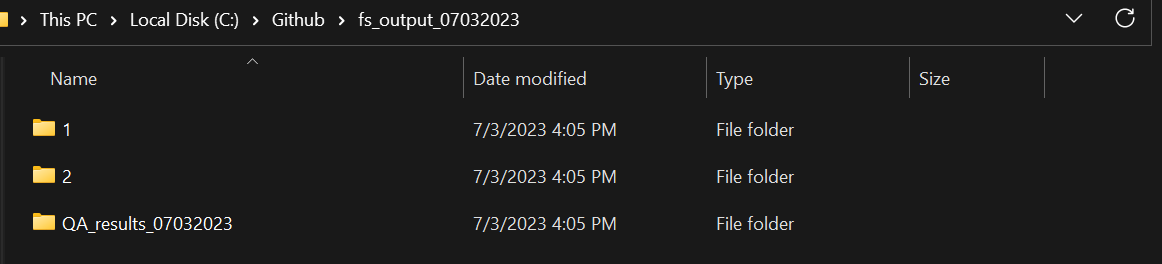 This PC > Local Disk (C:) > Github > fs_output_07032023
Name Date modified Type Size
1 7/3/2023 4:05 PM File folder
2 7/3/2023 4:05 PM File folder
QA_results_07032023 7/3/2023 4:05 PM File folder